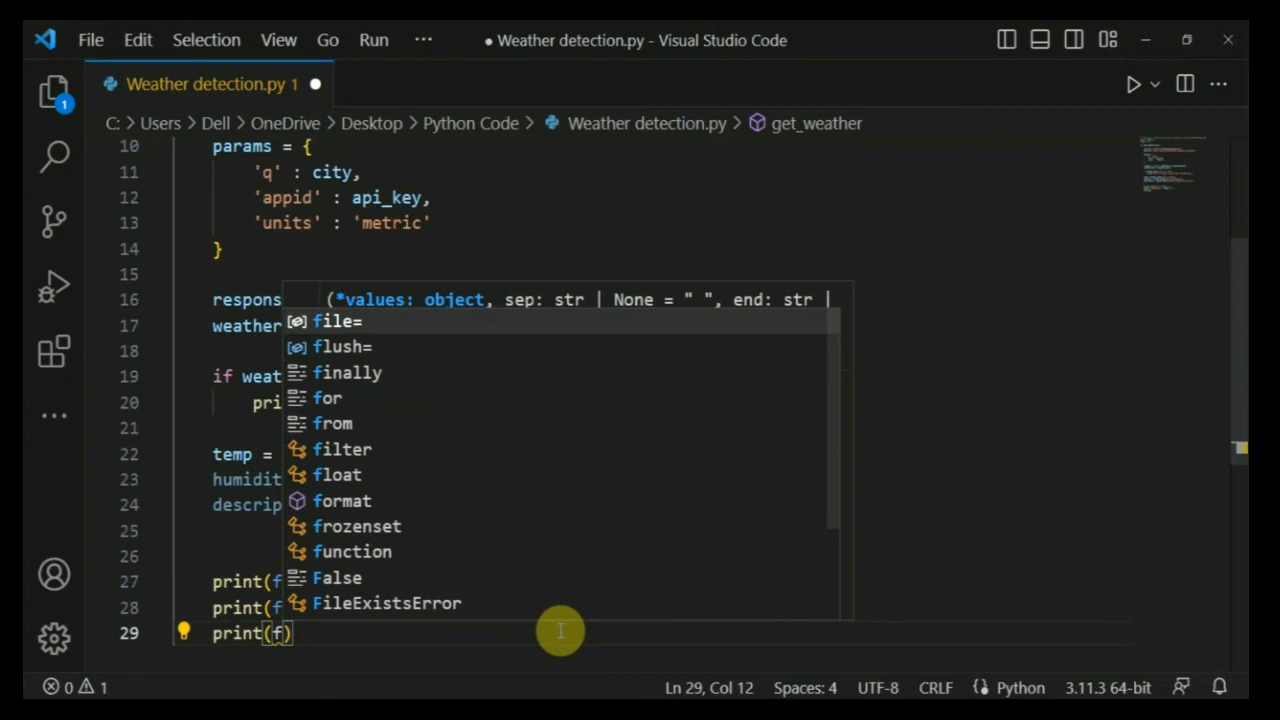 File Edit Selection View Go Run ··· ● Weather detection.py - Visual Studio Code
Weather detection.py 1 ●
C: > Users > Dell > OneDrive > Desktop > Python Code > Weather detection.py > get_weather
1
10 params = {
11 'q' : city,
12 'appid' : api_key,
13 'units' : 'metric'
14 }
15
16 respons (*values: object, sep: str | None = " ", end: str |
file=
17 weather
flush=
18
finally
19 if weat
for
20 pri
from
21
filter
22 temp =
float
23 humidit
format
24 descrip
frozenset
25
function
26
False
27 print(f
FileExistsError
28 print(f
29 print(f)
0 1 Ln 29, Col 12 Spaces: 4 UTF-8 CRLF Python 3.11.3 64-bit